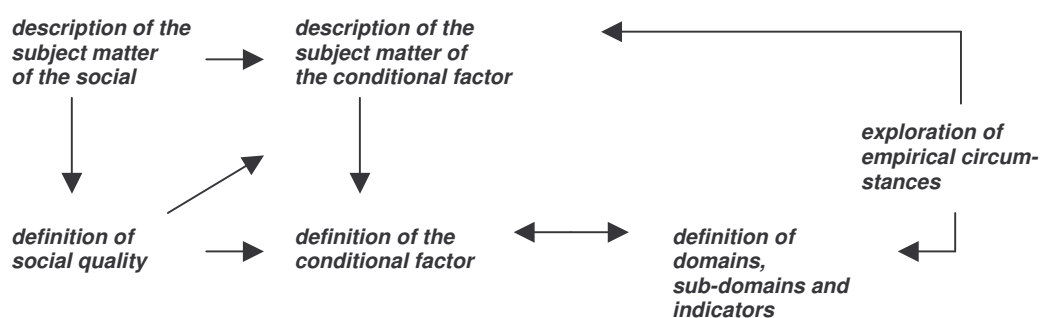 description of the
subject matter
of the social
description of the
subject matter of
the conditional factor
exploration of
empirical circum-
stances
definition of
social quality
definition of the
conditional factor
definition of
domains,
sub-domains and
indicators